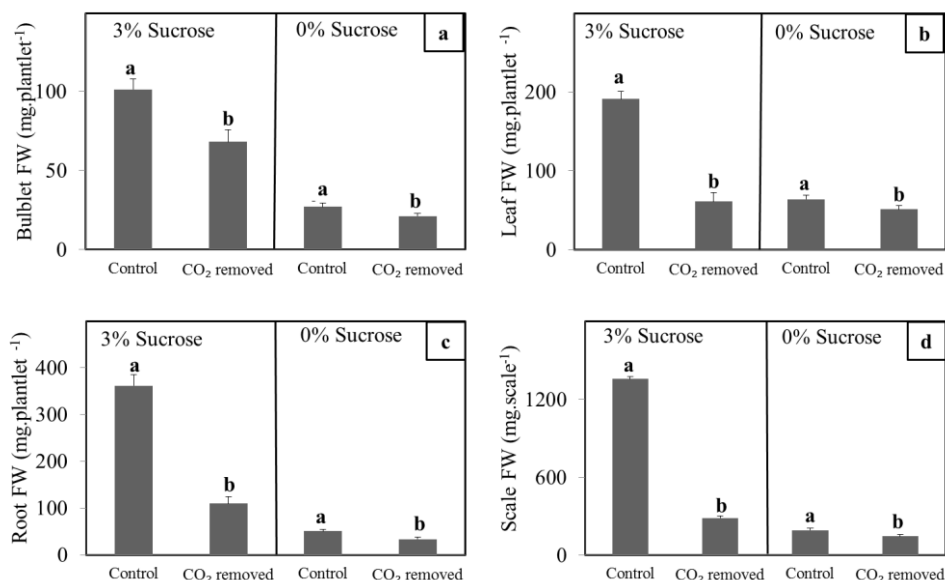 3% Sucrose
0% Sucrose
a
Bulblet FW (mg.plantlet⁻¹)
100
50
0
a
b
a
b
Control
CO₂ removed
Control
CO₂ removed
3% Sucrose
0% Sucrose
b
Leaf FW (mg.plantlet ⁻¹)
200
100
0
a
b
a
b
Control
CO₂ removed
Control
CO₂ removed
3% Sucrose
0% Sucrose
c
Root FW (mg.plantlet ⁻¹)
400
300
200
100
0
a
b
a
b
Control
CO₂ removed
Control
CO₂ removed
3% Sucrose
0% Sucrose
d
Scale FW (mg.scale⁻¹)
1200
600
0
a
b
a
b
Control
CO₂ removed
Control
CO₂ removed